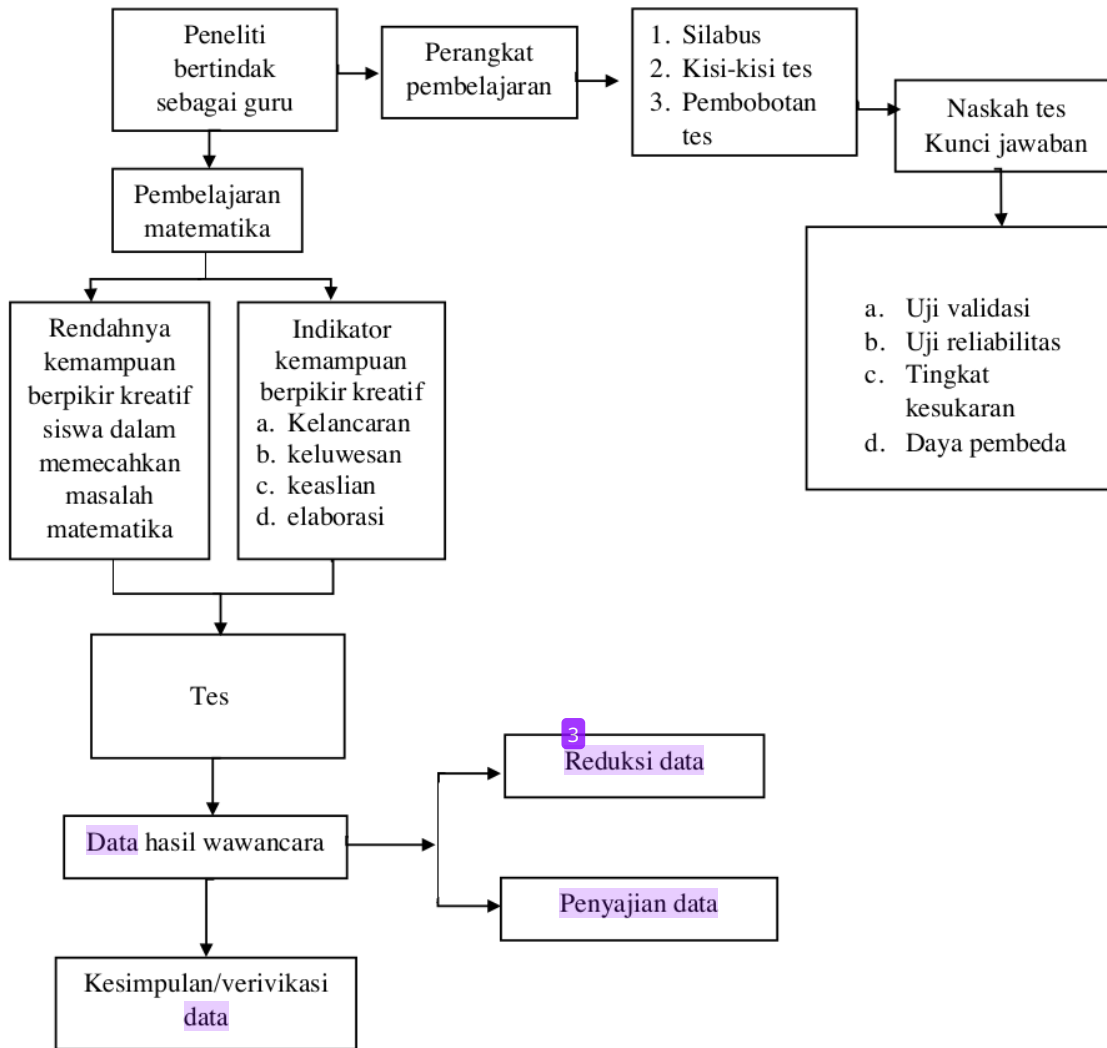 Peneliti
bertindak
sebagai guru
Perangkat
pembelajaran
1. Silabus
2. Kisi-kisi tes
3. Pembobotan
tes
Naskah tes
Kunci jawaban
Pembelajaran
matematika
a. Uji validasi
b. Uji reliabilitas
c. Tingkat
kesukaran
d. Daya pembeda
Rendahnya
kemampuan
berpikir kreatif
siswa dalam
memecahkan
masalah
matematika
Indikator
kemampuan
berpikir kreatif
a. Kelancaran
b. keluwesan
c. keaslian
d. elaborasi
Tes
3
Reduksi data
Data hasil wawancara
Penyajian data
Kesimpulan/verivikasi
data